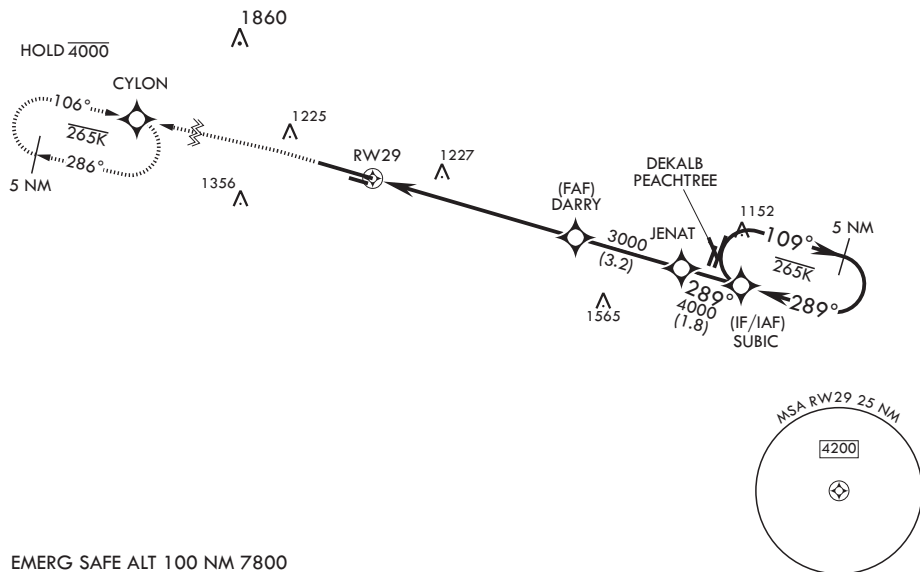 1860
HOLD 4000
CYLON
106°
265K
286°
5 NM
1225
1356
RW29
1227
(FAF)
DARRY
DEKALB
PEACHTREE
1152
5 NM
109°
265K
289°
3000
(3.2)
JENAT
289°
4000
(1.8)
(IF/IAF)
SUBIC
1565
MSA RW29 25 NM
4200
EMERG SAFE ALT 100 NM 7800